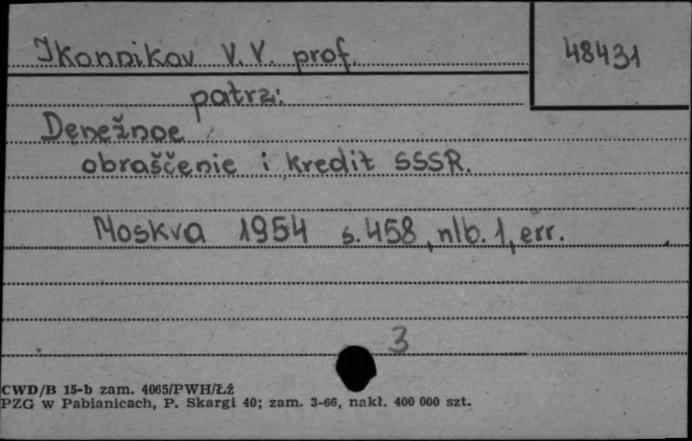 Ikonnikov V.V. prof.
48431
patrz:
Denežnoe
obraščenie i kredit SSSR.
Moskva 1954 s.458, nlb.1, err.
3
CWD/B 15-b zam. 4065/PWH/ŁŹ
PZG w Pabianicach, P. Skargi 40; zam. 3-66, nakł. 400 000 szt.